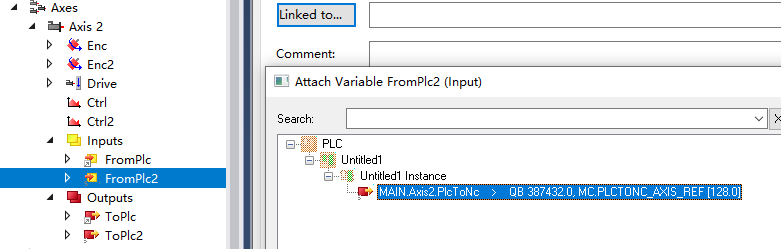 Axes
Axis 2
Enc
Enc2
Drive
Ctrl
Ctrl2
Inputs
FromPlc
FromPlc2
Outputs
ToPlc
ToPlc2
Linked to...
Comment:
Attach Variable FromPlc2 (Input)
Search:
PLC
Untitled1
Untitled1 Instance
MAIN.Axis2.PlcToNc > QB 387432.0, MC.PLCTONC_AXIS_REF [128.0]